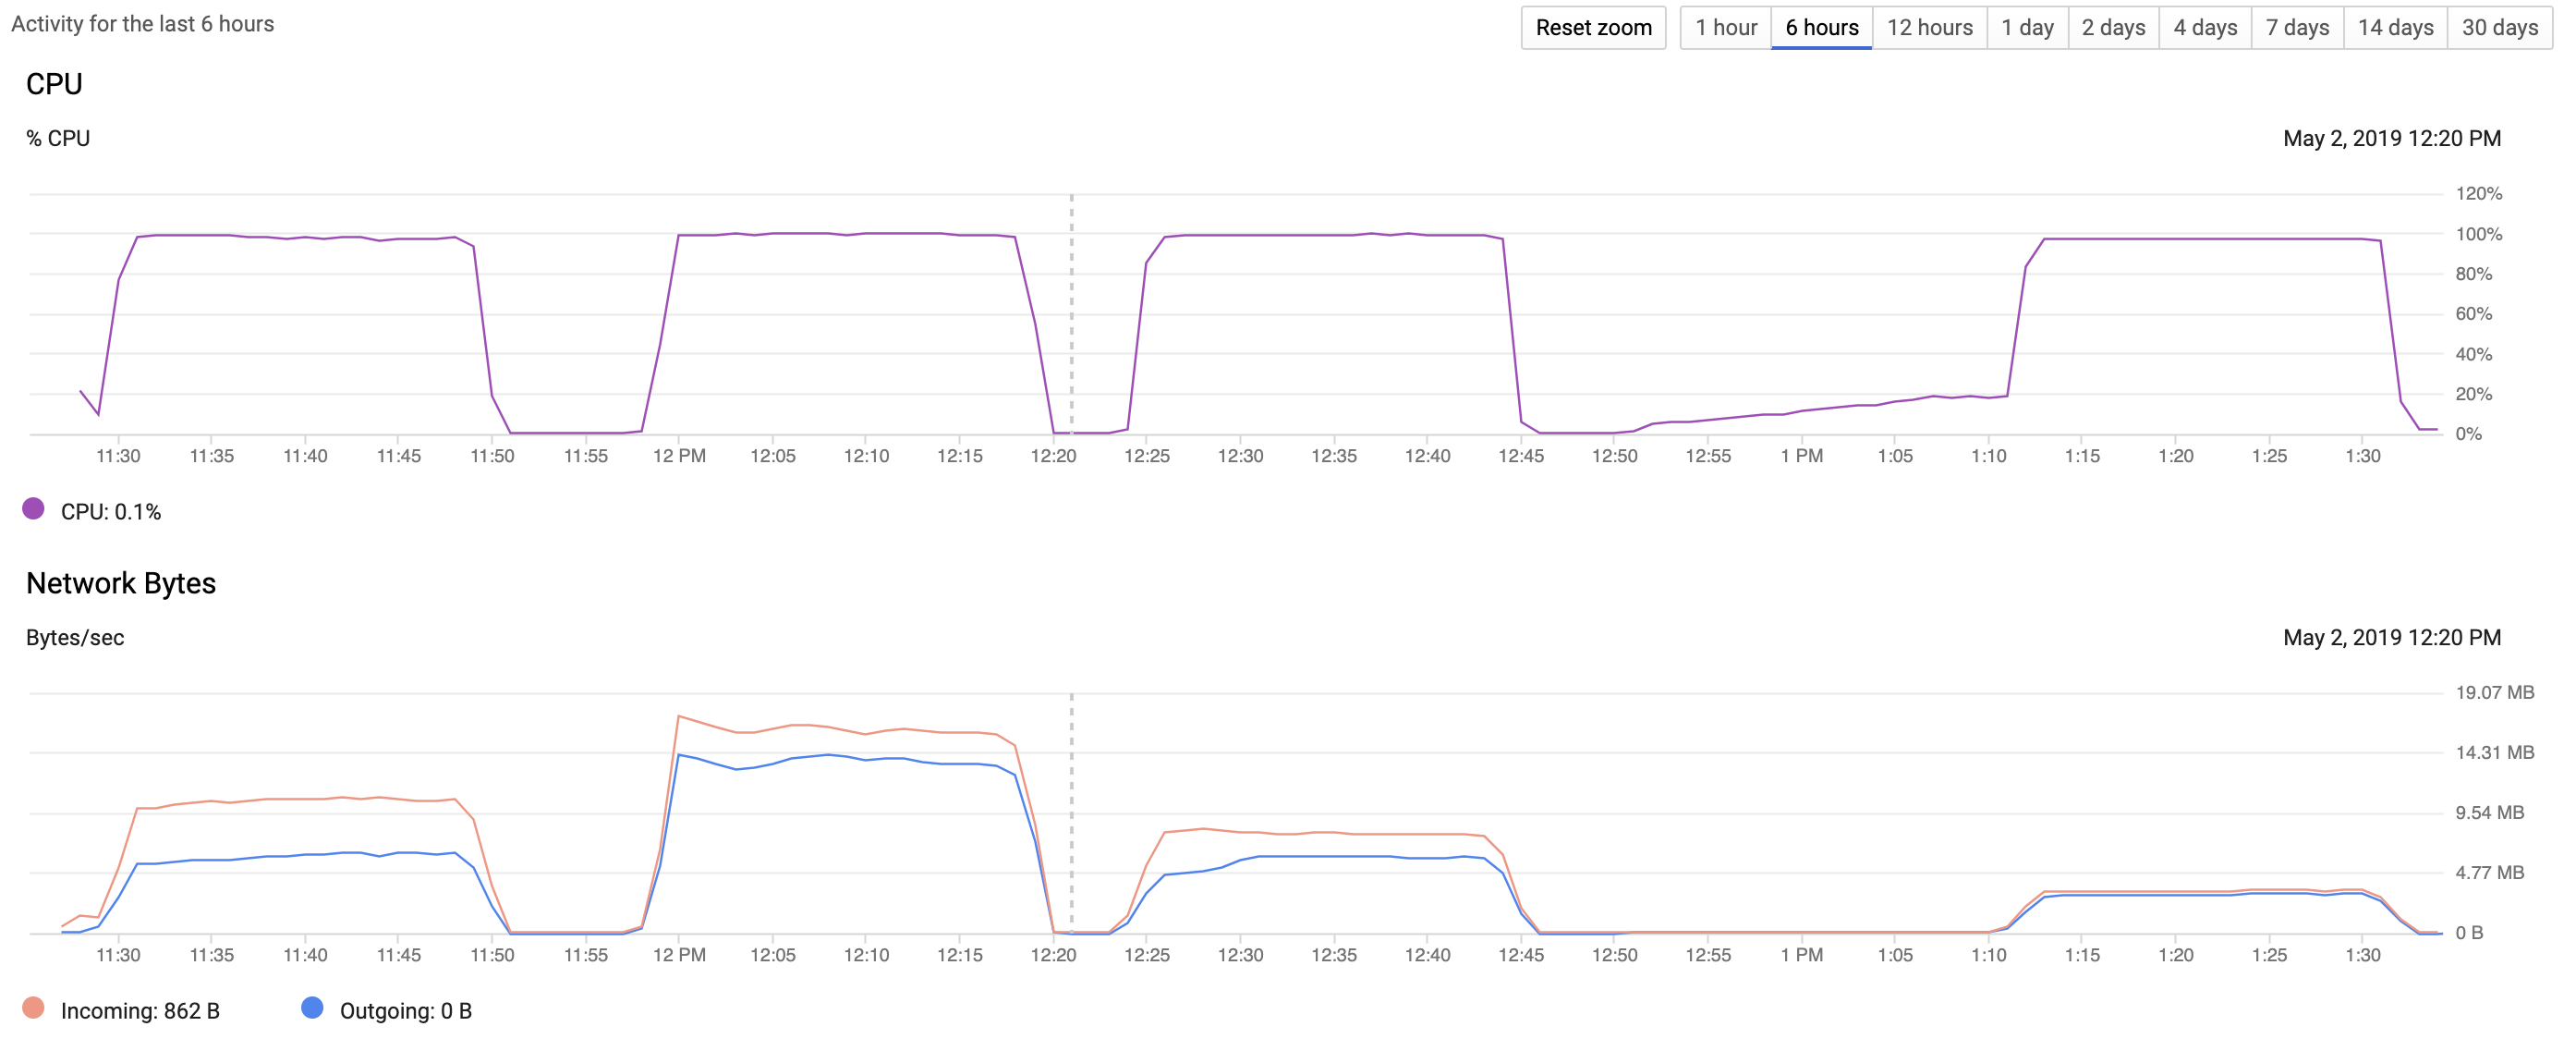 Activity for the last 6 hours
Reset zoom 1 hour 6 hours 12 hours 1 day 2 days 4 days 7 days 14 days 30 days
CPU
% CPU May 2, 2019 12:20 PM
120%
100%
80%
60%
40%
20%
0%
11:30 11:35 11:40 11:45 11:50 11:55 12 PM 12:05 12:10 12:15 12:20 12:25 12:30 12:35 12:40 12:45 12:50 12:55 1 PM 1:05 1:10 1:15 1:20 1:25 1:30
CPU: 0.1%
Network Bytes
Bytes/sec May 2, 2019 12:20 PM
19.07 MB
14.31 MB
9.54 MB
4.77 MB
0 B
11:30 11:35 11:40 11:45 11:50 11:55 12 PM 12:05 12:10 12:15 12:20 12:25 12:30 12:35 12:40 12:45 12:50 12:55 1 PM 1:05 1:10 1:15 1:20 1:25 1:30
Incoming: 862 B Outgoing: 0 B